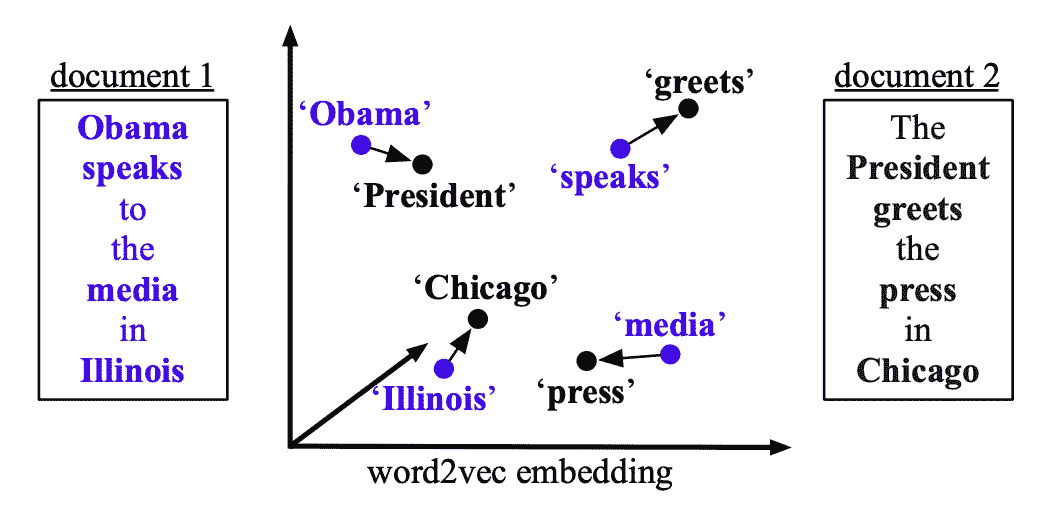 document 1
Obama
speaks
to
the
media
in
Illinois
‘Obama’
‘President’
‘greets’
‘speaks’
‘Chicago’
‘Illinois’
‘media’
‘press’
word2vec embedding
document 2
The
President
greets
the
press
in
Chicago